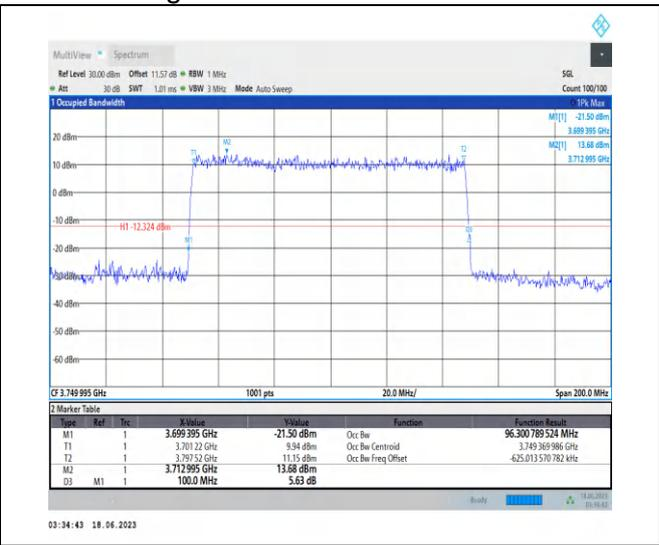 MultiView Spectrum
Ref Level 30.00 dBm Offset 11.57 dB RBW 1 MHz SGL
Att 30 dB SWT 1.01 ms VBW 3 MHz Mode Auto Sweep Count 100/100
1 Occupied Bandwidth 1Pk Max
M1[1] -21.50 dBm
3.699 395 GHz
M2[1] 13.68 dBm
3.712 995 GHz
20 dBm
M2
T1
T2
10 dBm
0 dBm
-10 dBm
H1 -12.324 dBm
M1
-20 dBm
-40 dBm
-50 dBm
-60 dBm
CF 3.749 995 GHz 1001 pts 20.0 MHz/ Span 200.0 MHz
2 Marker Table
Type Ref Trc X-Value Y-Value Function Function Result
M1 1 3.699 395 GHz -21.50 dBm Occ Bw 96.300 789 524 MHz
T1 1 3.701 22 GHz 9.94 dBm Occ Bw Centroid 3.749 369 986 GHz
T2 1 3.797 52 GHz 11.15 dBm Occ Bw Freq Offset -625.013 570 782 kHz
M2 1 3.712 995 GHz 13.68 dBm
D3 M1 1 100.0 MHz 5.63 dB
Ready 18.06.2023
03:34:43 18.06.2023